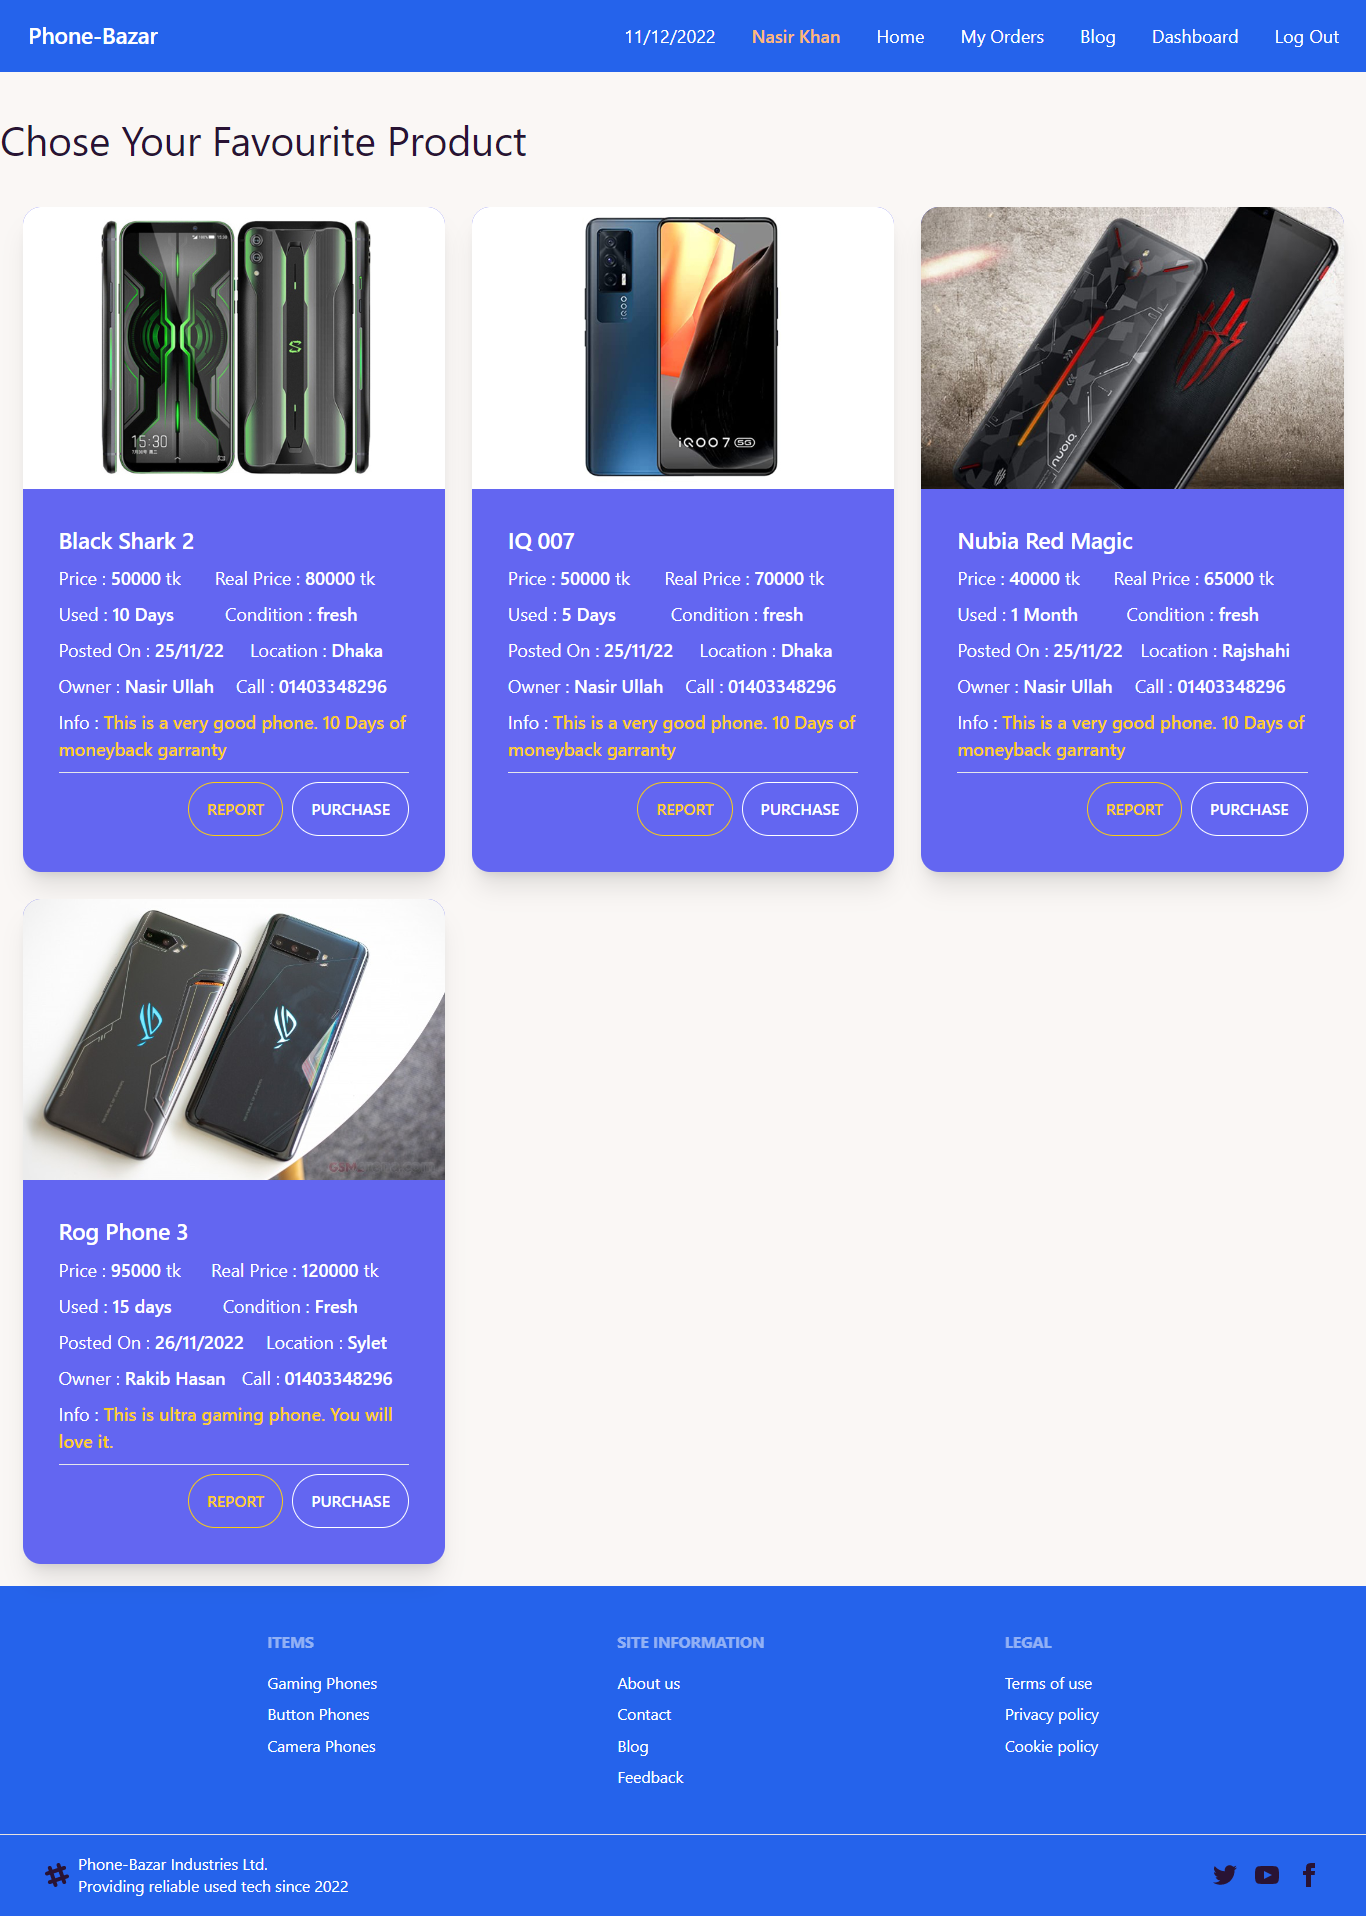 Phone-Bazar
11/12/2022 Nasir Khan Home My Orders Blog Dashboard Log Out
Chose Your Favourite Product
15:30
iQOO
iQOO 7 5G
nubia
Black Shark 2
Price : 50000 tk Real Price : 80000 tk
Used : 10 Days Condition : fresh
Posted On : 25/11/22 Location : Dhaka
Owner : Nasir Ullah Call : 01403348296
Info : This is a very good phone. 10 Days of
moneyback garranty
REPORT PURCHASE
IQ 007
Price : 50000 tk Real Price : 70000 tk
Used : 5 Days Condition : fresh
Posted On : 25/11/22 Location : Dhaka
Owner : Nasir Ullah Call : 01403348296
Info : This is a very good phone. 10 Days of
moneyback garranty
REPORT PURCHASE
Nubia Red Magic
Price : 40000 tk Real Price : 65000 tk
Used : 1 Month Condition : fresh
Posted On : 25/11/22 Location : Rajshahi
Owner : Nasir Ullah Call : 01403348296
Info : This is a very good phone. 10 Days of
moneyback garranty
REPORT PURCHASE
Rog Phone 3
Price : 95000 tk Real Price : 120000 tk
Used : 15 days Condition : Fresh
Posted On : 26/11/2022 Location : Sylet
Owner : Rakib Hasan Call : 01403348296
Info : This is ultra gaming phone. You will
love it.
REPORT PURCHASE
ITEMS
Gaming Phones
Button Phones
Camera Phones
SITE INFORMATION
About us
Contact
Blog
Feedback
LEGAL
Terms of use
Privacy policy
Cookie policy
Phone-Bazar Industries Ltd.
Providing reliable used tech since 2022